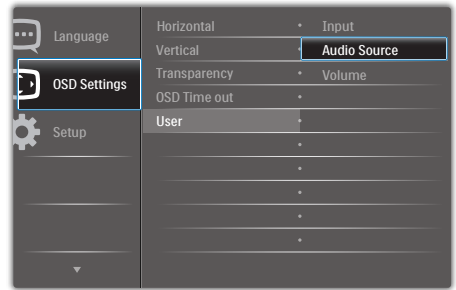 Language
OSD Settings
Setup
Horizontal
Vertical
Transparency
OSD Time out
User
Input
Audio Source
Volume